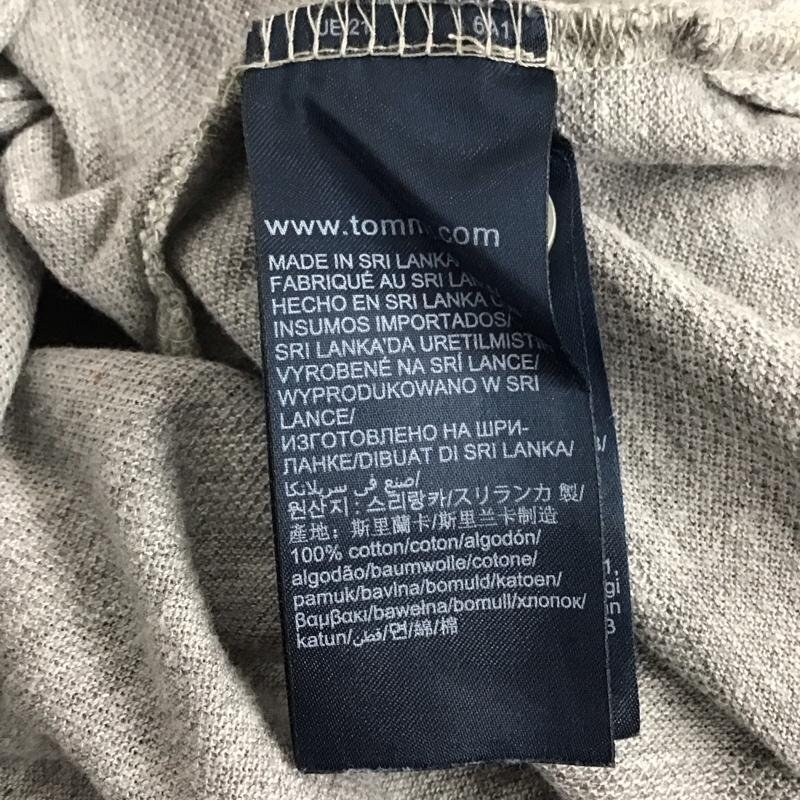 6A1
www.tomm.com
MADE IN SRI LANKA
FABRIQUÉ AU SRI
HECHO EN SRI LANKA
INSUMOS IMPORTADOS/
SRI LANKA'DA URETILMISTIR
VYROBENÉ NA SRÍ LANCE/
WYPRODUKOWANO W SRI
LANCE/
ИЗГОТОВЛЕНО НА ШРИ-
ЛАНКЕ/DIBUAT DI SRI LANKA/
صنع في سريلانكا/
원산지 : 스리랑카/スリランカ 製/
產地：斯里蘭卡/斯里兰卡制造
100% cotton/coton/algodón/
algodão/baumwolle/cotone/
pamuk/bavlna/bomuld/katoen/
βαμβακι/bawełna/bomull/хлопок/
katun/قطن/면/綿/棉